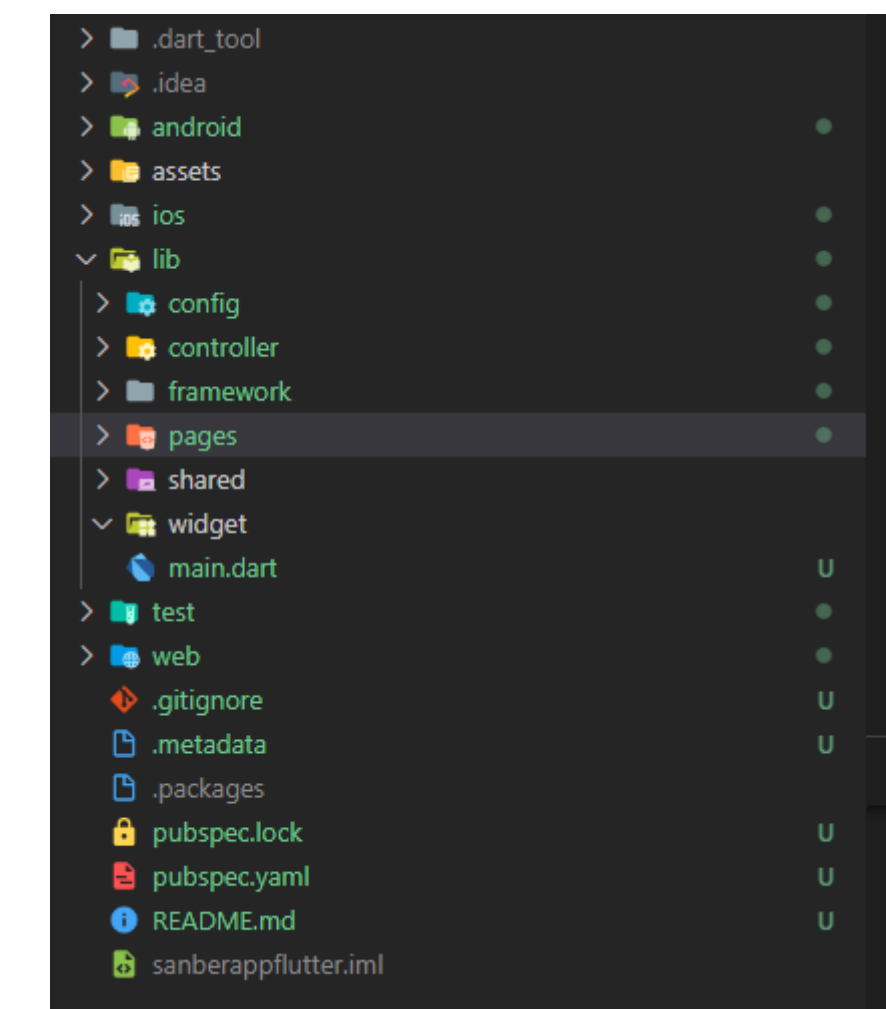 .dart_tool
.idea
android
assets
ios
lib
config
controller
framework
pages
shared
widget
main.dart U
test
web
.gitignore U
.metadata U
.packages
pubspec.lock U
pubspec.yaml U
README.md U
sanberappflutter.iml